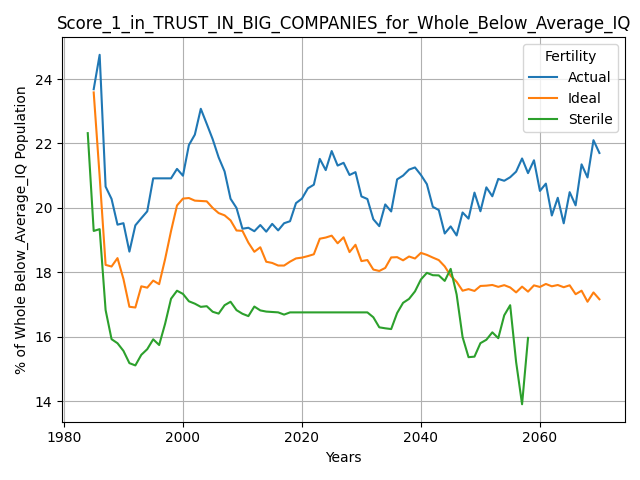 Score_1_in_TRUST_IN_BIG_COMPANIES_for_Whole_Below_Average_IQ
Fertility
Actual
Ideal
Sterile
% of Whole Below_Average_IQ Population
24
22
20
18
16
14
1980
2000
2020
2040
2060
Years